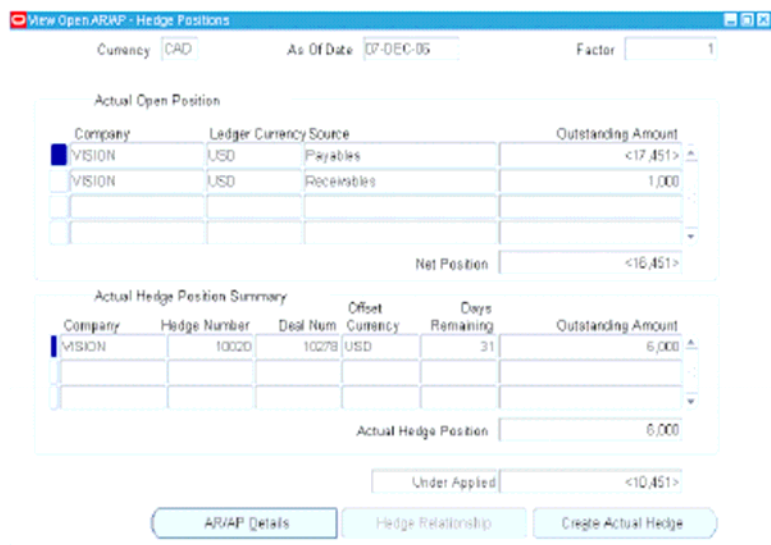 View Open AR/AP - Hedge Positions
Currency CAD As Of Date 07-DEC-05 Factor 1
Actual Open Position
Company Ledger Currency Source Outstanding Amount
VISION USD Payables <17,451>
VISION USD Receivables 1,000
Net Position <16,451>
Actual Hedge Position Summary
Company Hedge Number Deal Num Offset Currency Days Remaining Outstanding Amount
VISION 10020 10278 USD 31 6,000
Actual Hedge Position 6,000
Under Applied <10,451>
AR/AP Details Hedge Relationship Create Actual Hedge